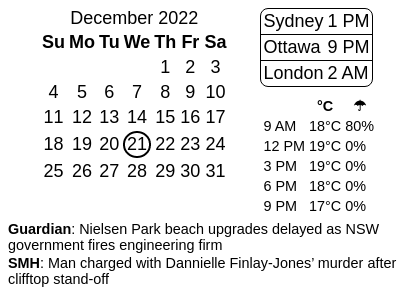 December 2022
Su Mo Tu We Th Fr Sa
1 2 3
4 5 6 7 8 9 10
11 12 13 14 15 16 17
18 19 20 21 22 23 24
25 26 27 28 29 30 31
Sydney 1 PM
Ottawa 9 PM
London 2 AM
°C ☂
9 AM 18°C 80%
12 PM 19°C 0%
3 PM 19°C 0%
6 PM 18°C 0%
9 PM 17°C 0%
Guardian: Nielsen Park beach upgrades delayed as NSW
government fires engineering firm
SMH: Man charged with Dannielle Finlay-Jones’ murder after
clifftop stand-off